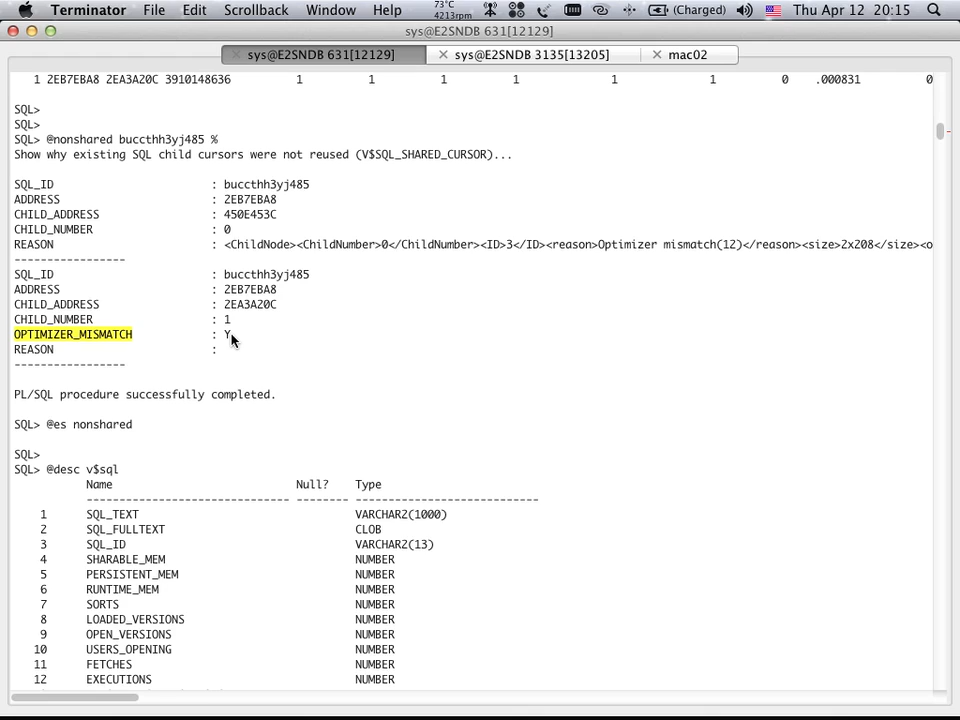 Terminator File Edit Scrollback Window Help 73°C 4213rpm (Charged) Thu Apr 12 20:15
sys@E2SNDB 631[12129]
sys@E2SNDB 631[12129] sys@E2SNDB 3135[13205] mac02
1 2EB7EBA8 2EA3A20C 3910148636 1 1 1 1 1 1 0 .000831 0
SQL>
SQL>
SQL> @nonshared buccthh3yj485 %
Show why existing SQL child cursors were not reused (V$SQL_SHARED_CURSOR)...
SQL_ID : buccthh3yj485
ADDRESS : 2EB7EBA8
CHILD_ADDRESS : 450E453C
CHILD_NUMBER : 0
REASON : <ChildNode><ChildNumber>0</ChildNumber><ID>3</ID><reason>Optimizer mismatch(12)</reason><size>2x208</size><o
-----------------
SQL_ID : buccthh3yj485
ADDRESS : 2EB7EBA8
CHILD_ADDRESS : 2EA3A20C
CHILD_NUMBER : 1
OPTIMIZER_MISMATCH : Y
REASON :
-----------------
PL/SQL procedure successfully completed.
SQL> @es nonshared
SQL>
SQL> @desc v$sql
Name Null? Type
------------------------------- -------- ----------------------------
1 SQL_TEXT VARCHAR2(1000)
2 SQL_FULLTEXT CLOB
3 SQL_ID VARCHAR2(13)
4 SHARABLE_MEM NUMBER
5 PERSISTENT_MEM NUMBER
6 RUNTIME_MEM NUMBER
7 SORTS NUMBER
8 LOADED_VERSIONS NUMBER
9 OPEN_VERSIONS NUMBER
10 USERS_OPENING NUMBER
11 FETCHES NUMBER
12 EXECUTIONS NUMBER